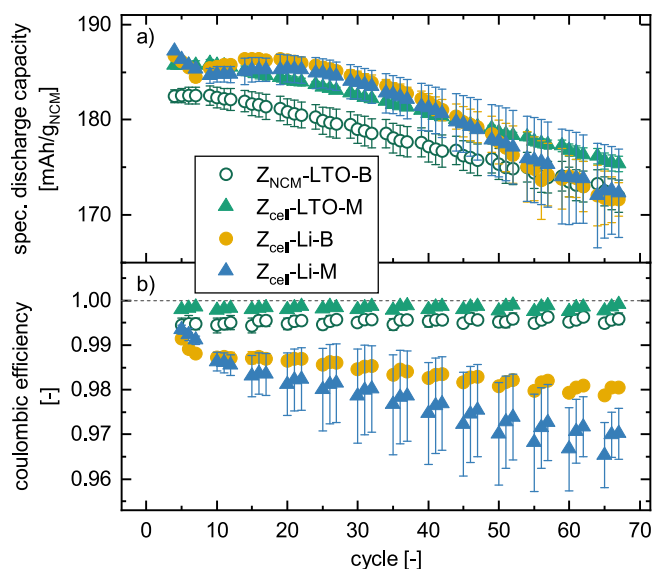 a)
spec. discharge capacity
[mAh/gNCM]
190
180
170
ZNCM-LTO-B
Zcell-LTO-M
Zcell-Li-B
Zcell-Li-M
b)
coulombic efficiency
[-]
1.00
0.99
0.98
0.97
0.96
0 10 20 30 40 50 60 70
cycle [-]